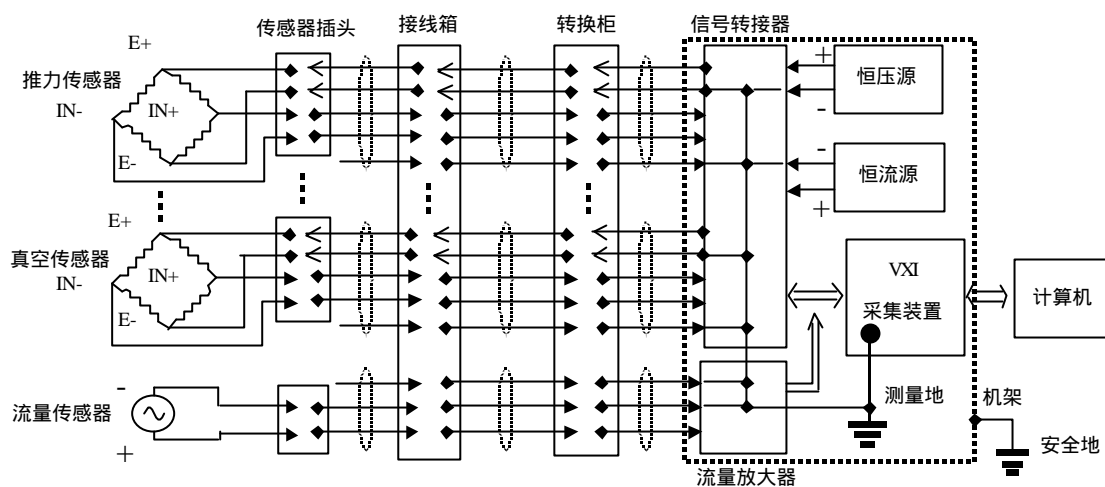 传感器插头
接线箱
转换柜
信号转接器
E+
推力传感器
IN-
IN+
E-
+
恒压源
-
-
恒流源
+
E+
真空传感器
IN-
IN+
E-
VXI
采集装置
计算机
-
流量传感器
+
测量地
机架
安全地
流量放大器